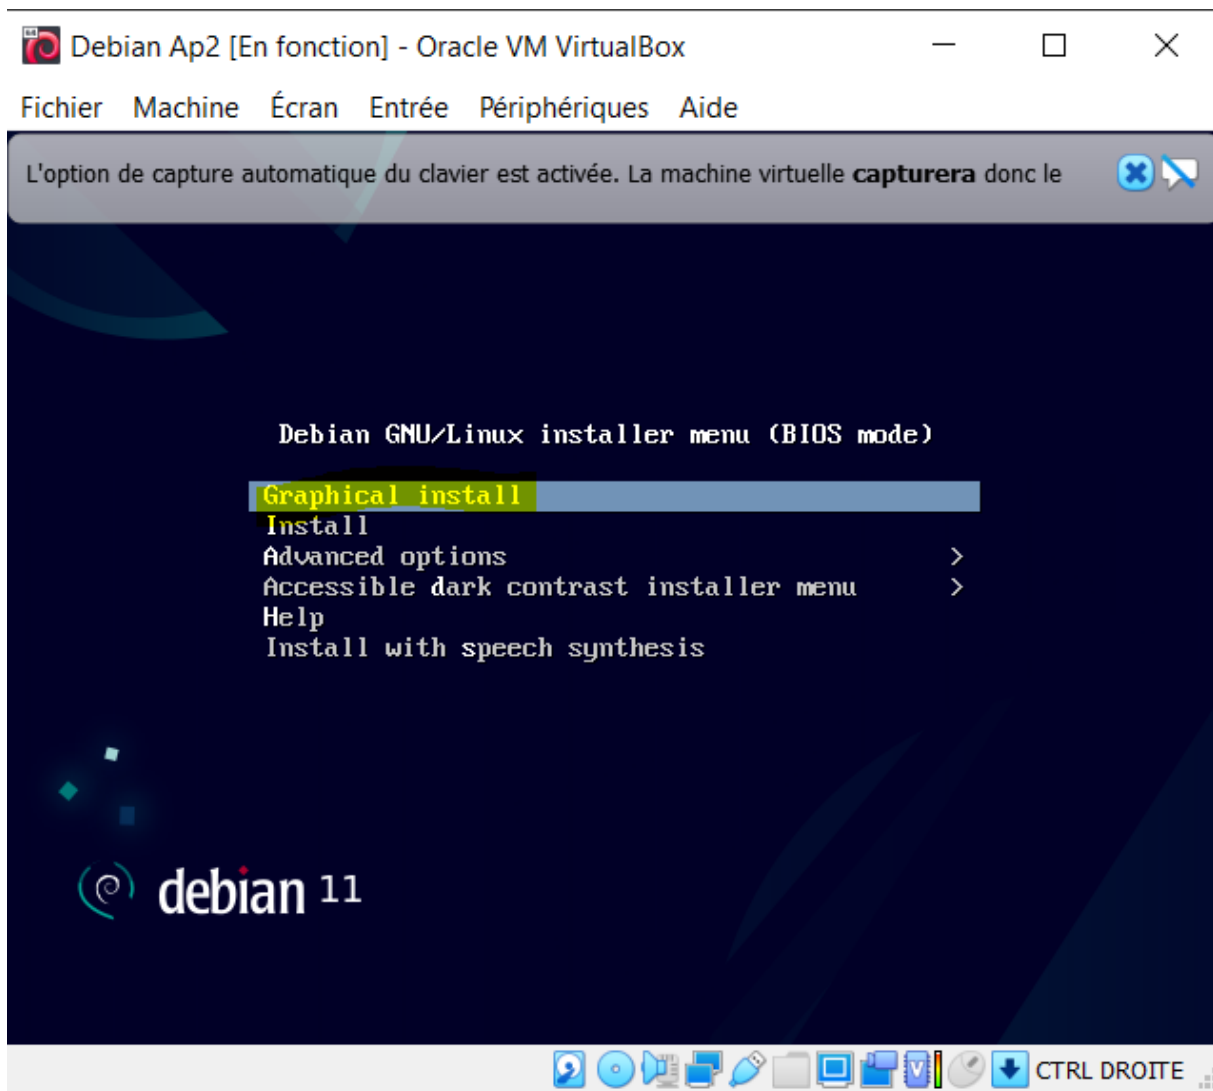 Debian Ap2 [En fonction] - Oracle VM VirtualBox
Fichier Machine Écran Entrée Périphériques Aide
L'option de capture automatique du clavier est activée. La machine virtuelle capturera donc le
Debian GNU/Linux installer menu (BIOS mode)
Graphical install
Install
Advanced options >
Accessible dark contrast installer menu >
Help
Install with speech synthesis
debian 11
CTRL DROITE